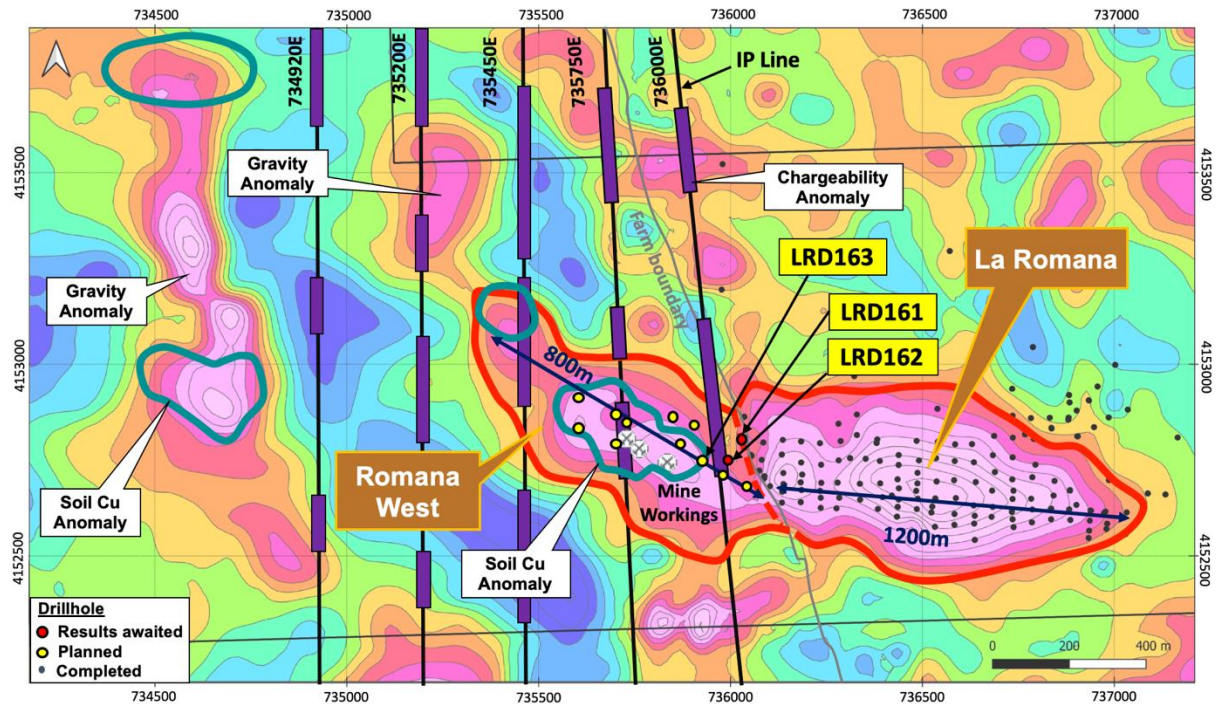 734500
735000
735500
736000
736500
737000
734920E
735200E
735450E
735750E
736000E
IP Line
4153500
4153500
Gravity
Anomaly
Chargeability
Anomaly
Farm boundary
LRD163
La Romana
Gravity
Anomaly
LRD161
LRD162
4153000
4153000
800m
Soil Cu
Anomaly
Romana
West
Mine
Workings
1200m
Soil Cu
Anomaly
4152500
4152500
Drillhole
Results awaited
Planned
Completed
0 200 400 m
734500
735000
735500
736000
736500
737000